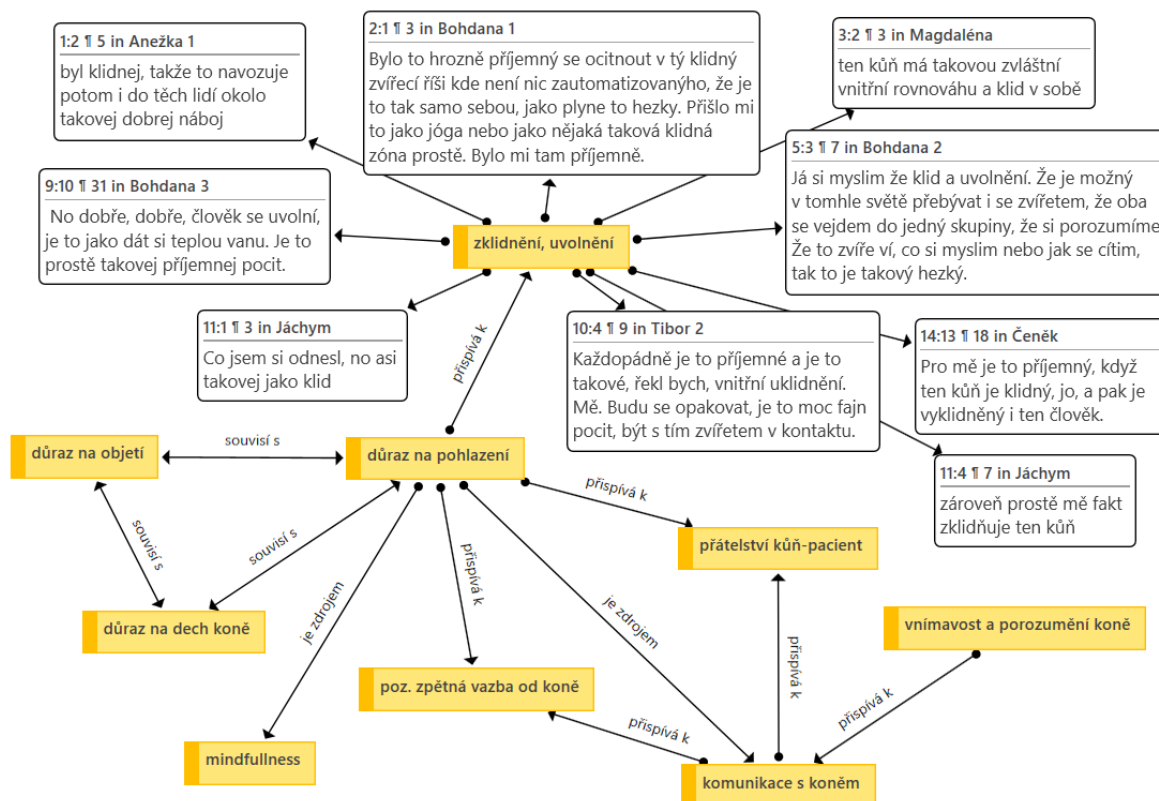 1:2 ¶ 5 in Anežka 1
byl klidnej, takže to navozuje
potom i do těch lidí okolo
takovej dobrej náboj
2:1 ¶ 3 in Bohdana 1
Bylo to hrozně příjemný se ocitnout v tý klidný
zvířecí říši kde není nic zautomatizovanýho, že je
to tak samo sebou, jako plyne to hezky. Přišlo mi
to jako jóga nebo jako nějaká taková klidná
zóna prostě. Bylo mi tam příjemně.
3:2 ¶ 3 in Magdaléna
ten kůň má takovou zvláštní
vnitřní rovnováhu a klid v sobě
9:10 ¶ 31 in Bohdana 3
No dobře, dobře, člověk se uvolní,
je to jako dát si teplou vanu. Je to
prostě takovej příjemnej pocit.
zklidnění, uvolnění
5:3 ¶ 7 in Bohdana 2
Já si myslim že klid a uvolnění. Že je možný
v tomhle světě přebývat i se zvířetem, že oba
se vejdem do jedný skupiny, že si porozumíme
Že to zvíře ví, co si myslim nebo jak se cítim,
tak to je takový hezký.
11:1 ¶ 3 in Jáchym
Co jsem si odnesl, no asi
takovej jako klid
přispívá k
10:4 ¶ 9 in Tibor 2
Každopádně je to příjemné a je to
takové, řekl bych, vnitřní uklidnění.
Mě. Budu se opakovat, je to moc fajn
pocit, být s tím zvířetem v kontaktu.
14:13 ¶ 18 in Čeněk
Pro mě je to příjemný, když
ten kůň je klidný, jo, a pak je
vyklidněný i ten člověk.
11:4 ¶ 7 in Jáchym
zároveň prostě mě fakt
zklidňuje ten kůň
důraz na objetí
souvisí s
důraz na pohlazení
přispívá k
souvisí s
souvisí s
přátelství kůň-pacient
je zdrojem
přispívá k
je zdrojem
důraz na dech koně
vnímavost a porozumění koně
přispívá k
přispívá k
poz. zpětná vazba od koně
přispívá k
mindfullness
komunikace s koněm